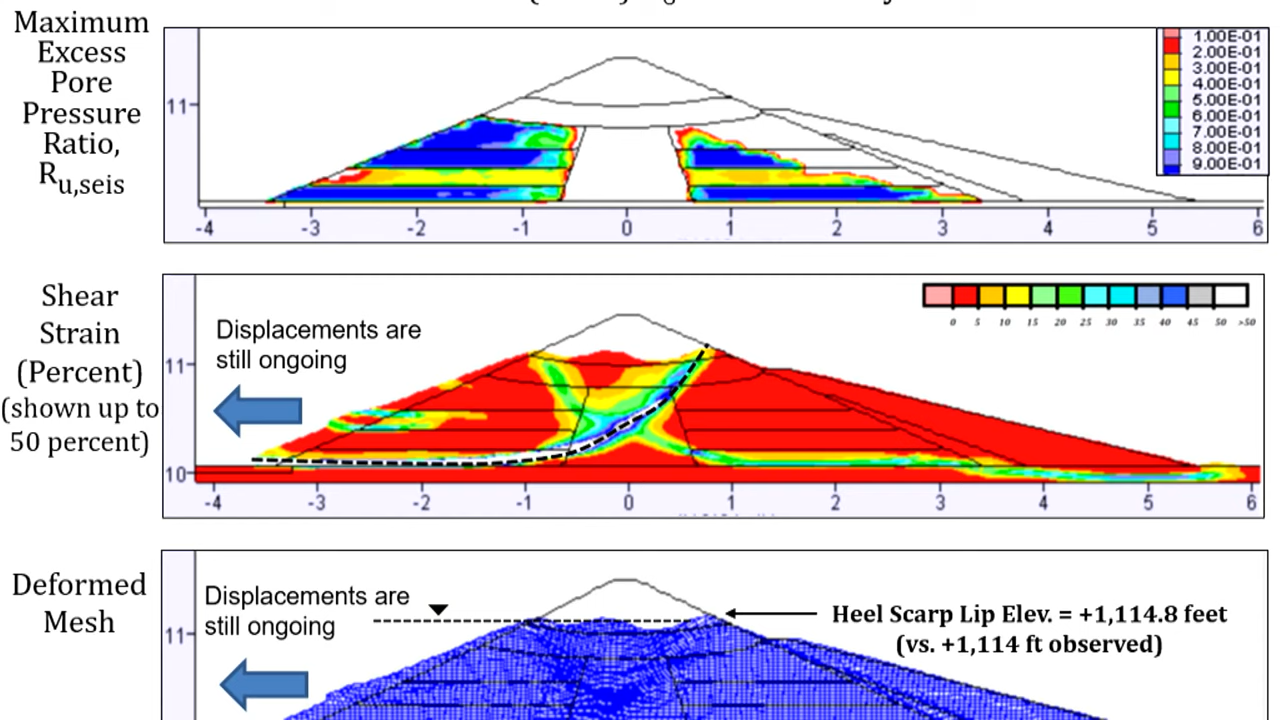 Maximum
Excess
Pore
Pressure
Ratio,
Ru,seis
11
1.00E-01
2.00E-01
3.00E-01
4.00E-01
5.00E-01
6.00E-01
7.00E-01
8.00E-01
9.00E-01
-4 -3 -2 -1 0 1 2 3 4 5 6
Shear
Strain
(Percent)
(shown up to
50 percent)
Displacements are
still ongoing
0 5 10 15 20 25 30 35 40 45 50 >50
11
10
-4 -3 -2 -1 0 1 2 3 4 5 6
Deformed
Mesh
Displacements are
still ongoing
11
Heel Scarp Lip Elev. = +1,114.8 feet
(vs. +1,114 ft observed)